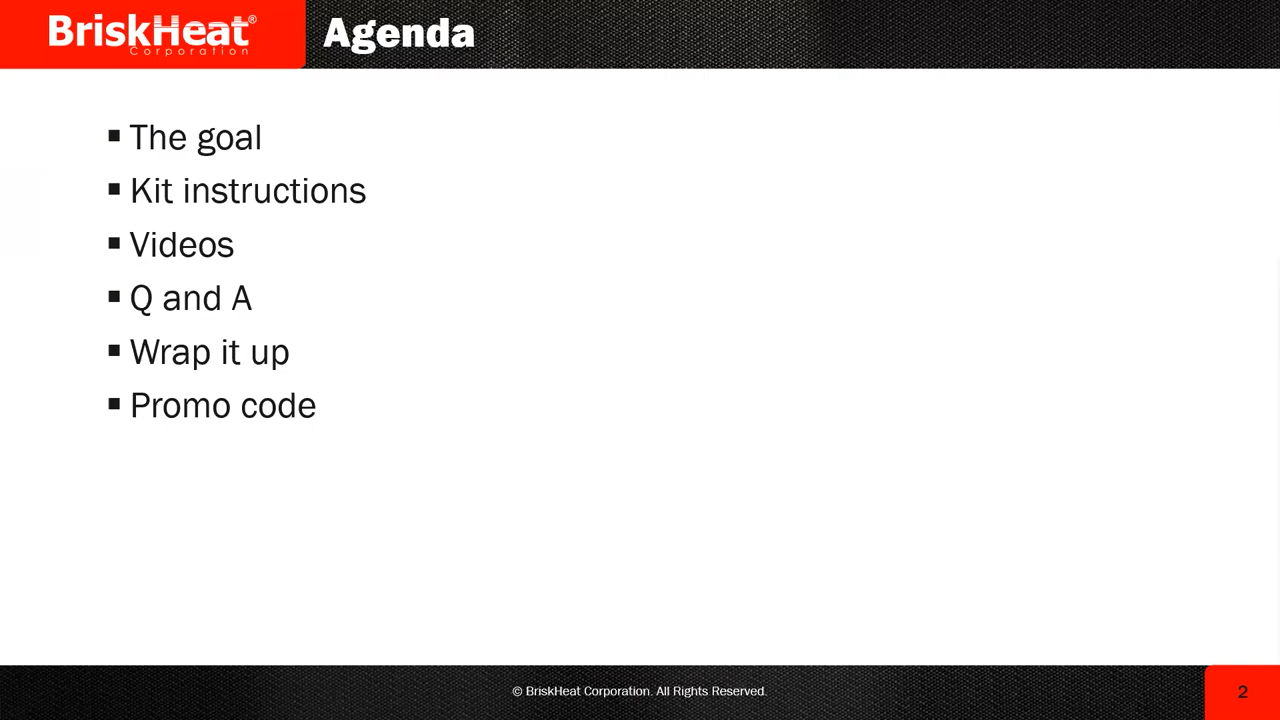 BriskHeat®
Corporation
Agenda
▪ The goal
▪ Kit instructions
▪ Videos
▪ Q and A
▪ Wrap it up
▪ Promo code
© BriskHeat Corporation. All Rights Reserved.
2